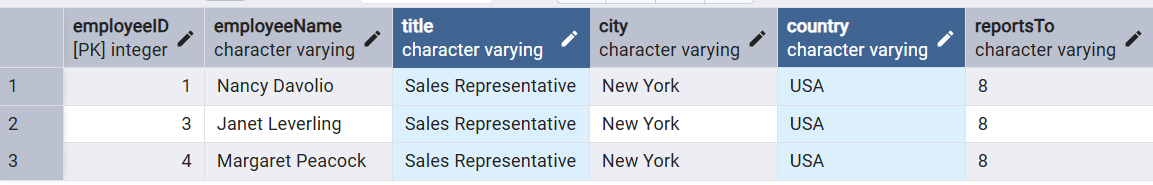 employeeID employeeName title city country reportsTo
[PK] integer character varying character varying character varying character varying character varying
1 1 Nancy Davolio Sales Representative New York USA 8
2 3 Janet Leverling Sales Representative New York USA 8
3 4 Margaret Peacock Sales Representative New York USA 8